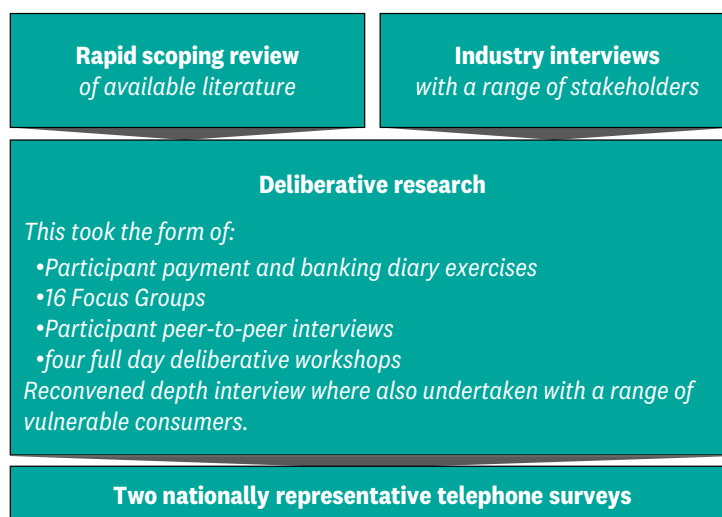 Rapid scoping review
of available literature
Industry interviews
with a range of stakeholders
Deliberative research
This took the form of:
•Participant payment and banking diary exercises
•16 Focus Groups
•Participant peer-to-peer interviews
•four full day deliberative workshops
Reconvened depth interview where also undertaken with a range of
vulnerable consumers.
Two nationally representative telephone surveys